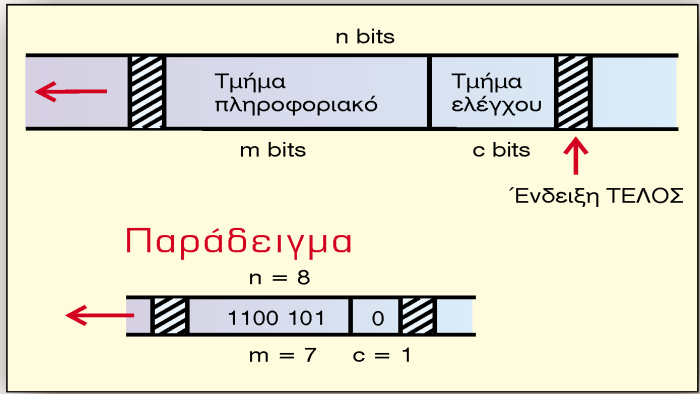 n bits
Τμήμα
πληροφοριακό
Τμήμα
ελέγχου
m bits
c bits
Ένδειξη ΤΕΛΟΣ
Παράδειγμα
n = 8
1100 101
0
m = 7
c = 1